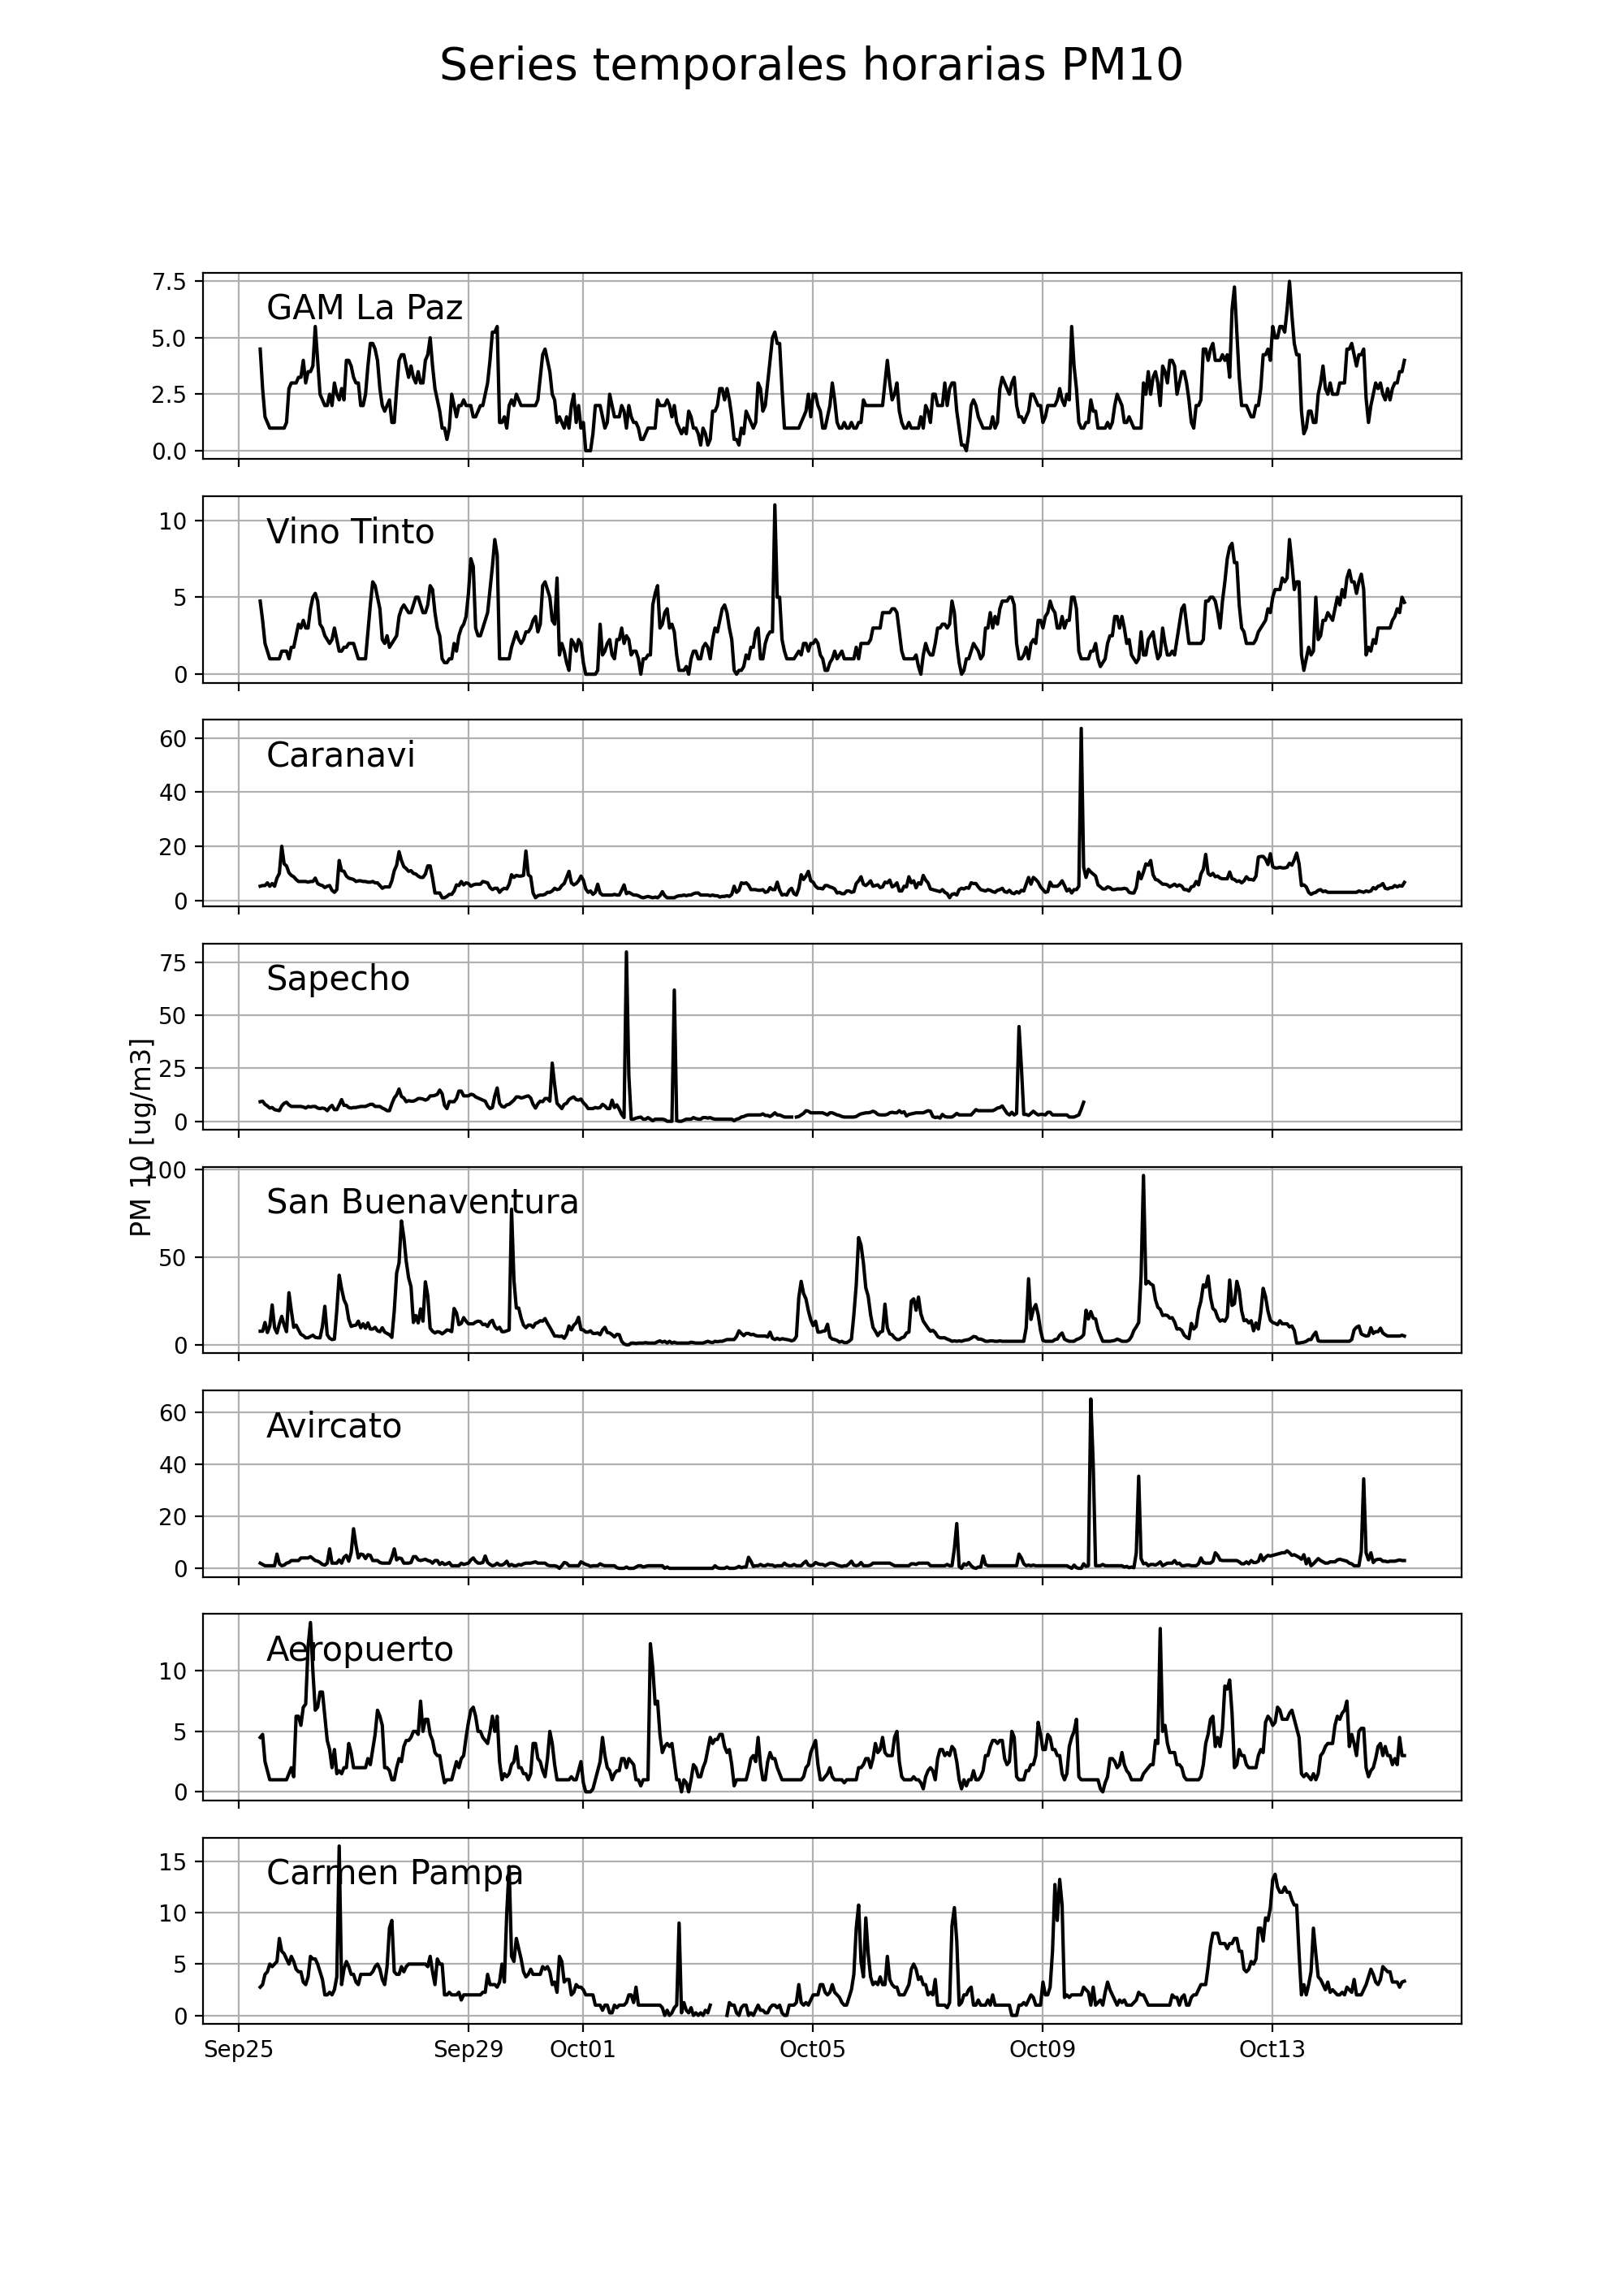 Series temporales horarias PM10
PM 10 [ug/m3]
GAM La Paz
7.5
5.0
2.5
0.0
Vino Tinto
10
5
0
Caranavi
60
40
20
0
Sapecho
75
50
25
0
San Buenaventura
100
50
0
Avircato
60
40
20
0
Aeropuerto
10
5
0
Carmen Pampa
15
10
5
0
Sep25 Sep29 Oct01 Oct05 Oct09 Oct13